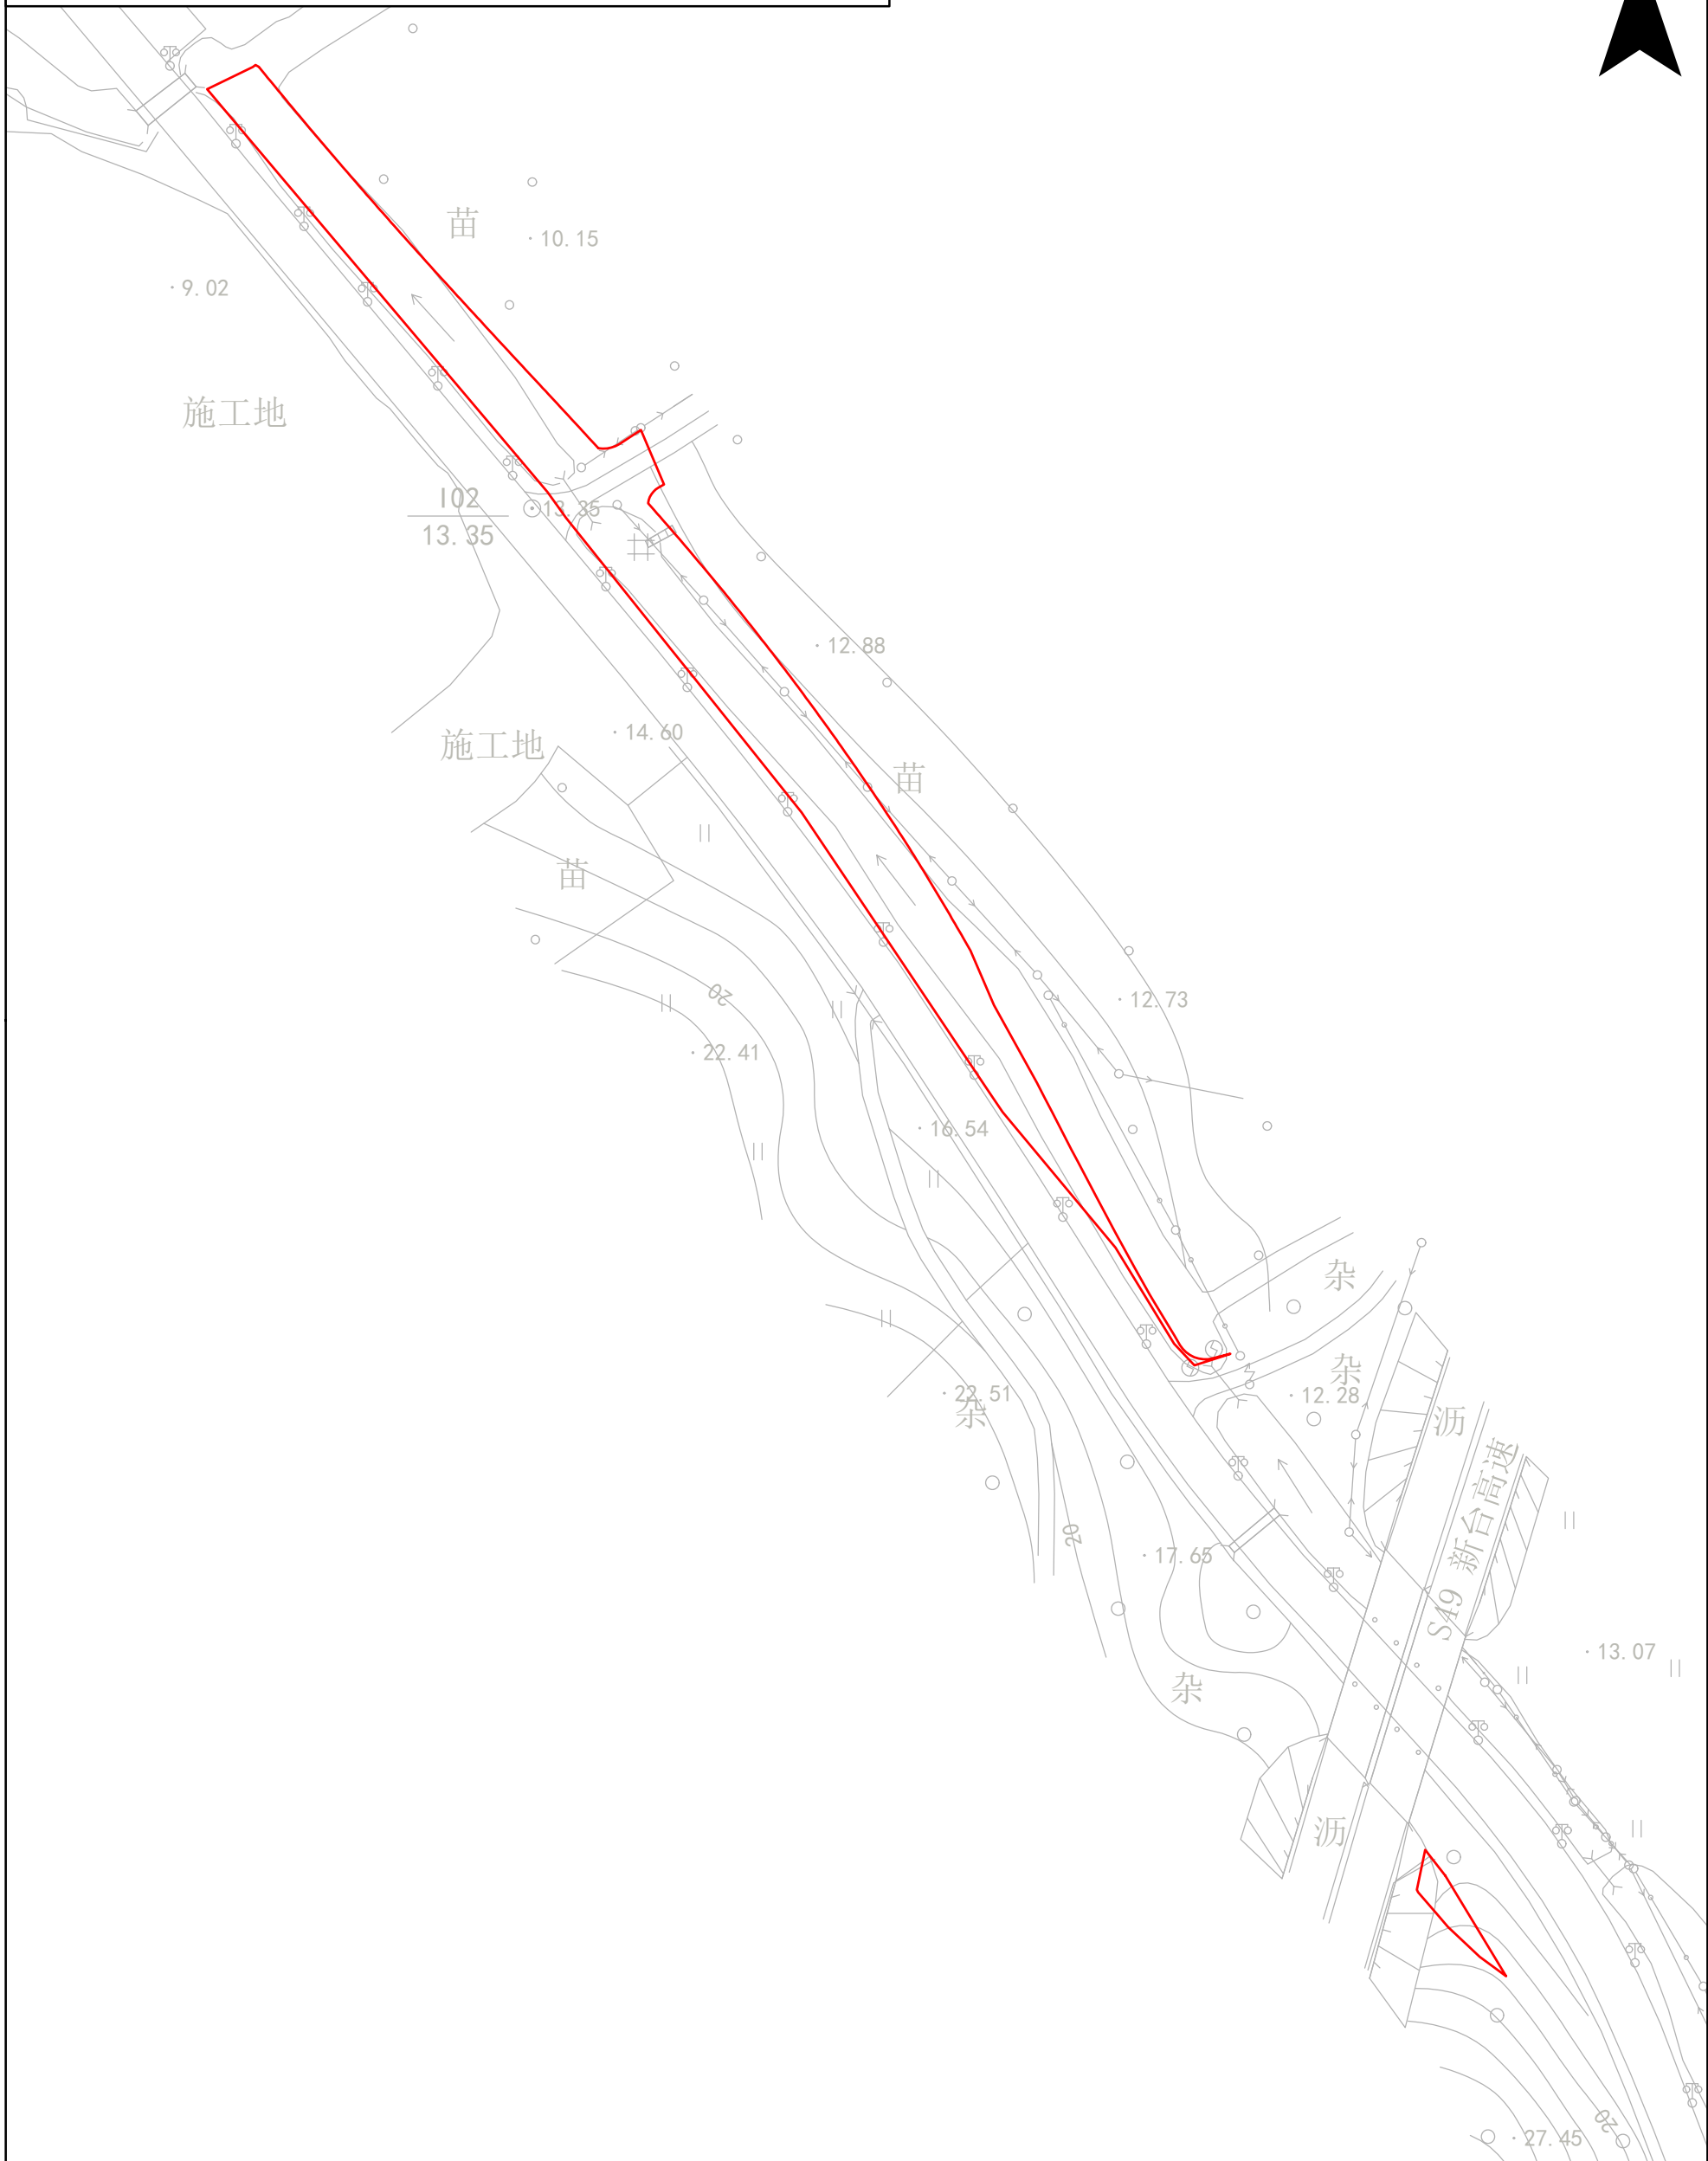 苗
· 10.15
· 9.02
施工地
I02
13.35
13.35
· 12.88
施工地
· 14.60
苗
苗
20
· 12.73
· 22.41
· 16.54
杂
杂
· 22.51
杂
· 12.28
沥
S49 新台高速
20
· 17.65
· 13.07
杂
沥
20
· 27.45